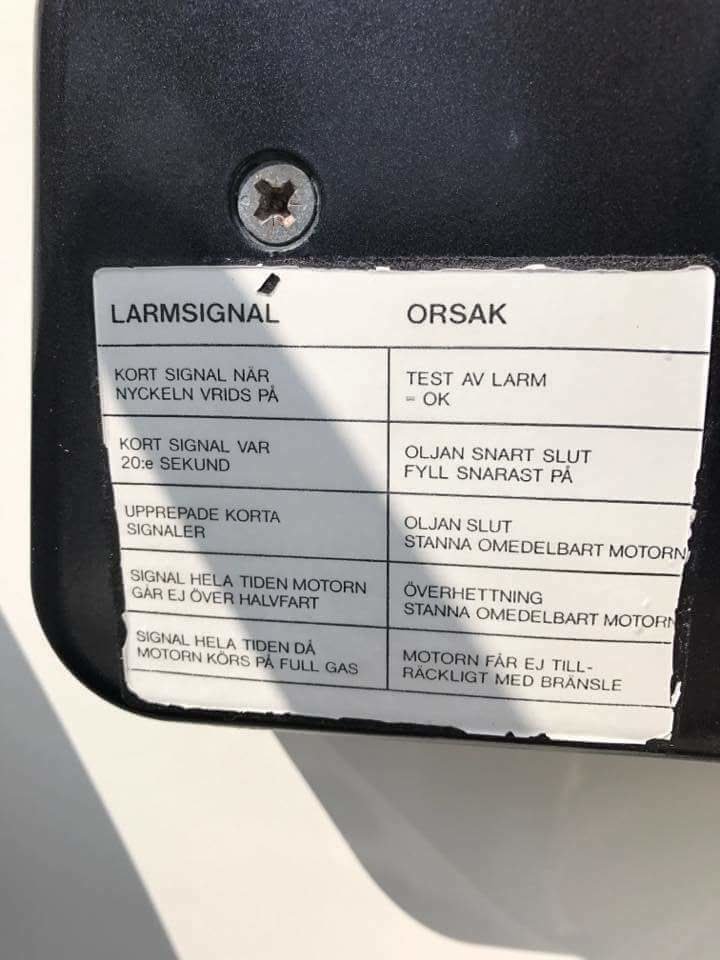 LARMSIGNAL ORSAK
KORT SIGNAL NÄR
NYCKELN VRIDS PÅ
TEST AV LARM
= OK
KORT SIGNAL VAR
20:e SEKUND
OLJAN SNART SLUT
FYLL SNARAST PÅ
UPPREPADE KORTA
SIGNALER
OLJAN SLUT
STANNA OMEDELBART MOTORN
SIGNAL HELA TIDEN MOTORN
GÅR EJ ÖVER HALVFART
ÖVERHETTNING
STANNA OMEDELBART MOTORN
SIGNAL HELA TIDEN DÅ
MOTORN KÖRS PÅ FULL GAS
MOTORN FÅR EJ TILL-
RÄCKLIGT MED BRÄNSLE